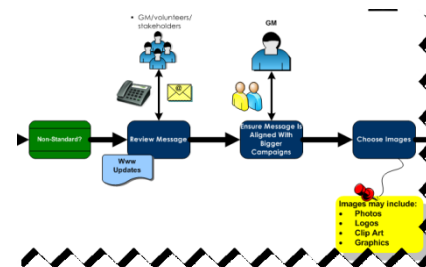 • GM/volunteers/
stakeholders
GM
@
Non-Standard?
Review Message
Ensure Message Is
Aligned With
Bigger
Campaigns
Choose Images
Www
Updates
Images may include:
• Photos
• Logos
• Clip Art
• Graphics